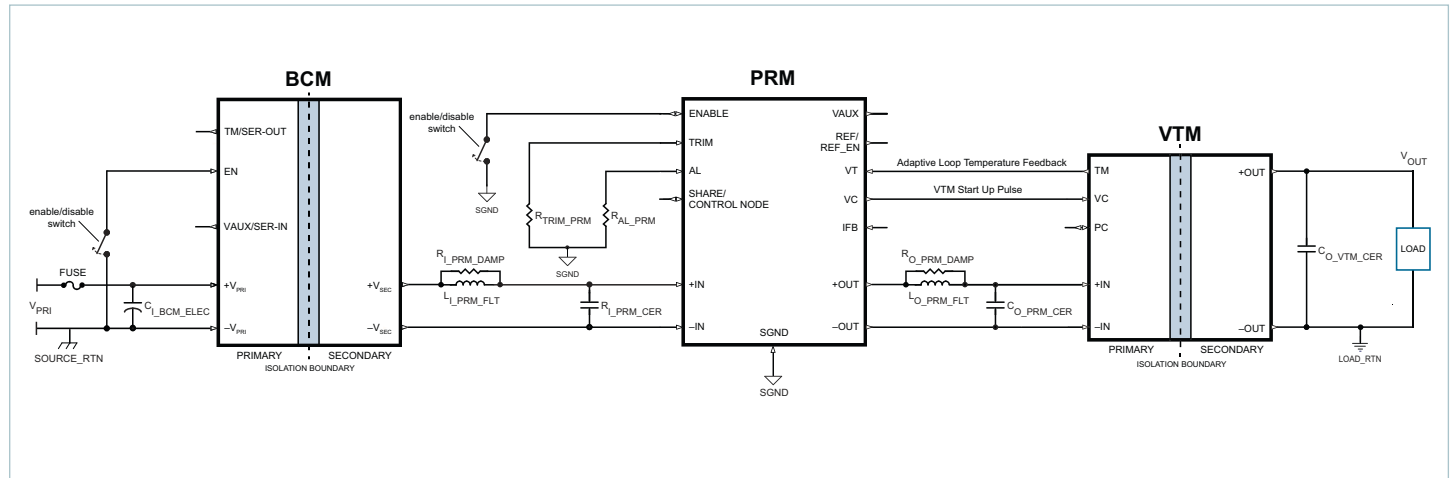 BCM
TM/SER-OUT
EN
enable/disable
switch
VAUX/SER-IN
FUSE
+V_PRI
C_I_BCM_ELEC
V_PRI
–V_PRI
SOURCE_RTN
PRIMARY
SECONDARY
ISOLATION BOUNDARY
+V_SEC
–V_SEC
enable/disable
switch
SGND
R_TRIM_PRM
R_AL_PRM
SGND
R_I_PRM_DAMP
L_I_PRM_FLT
R_I_PRM_CER
PRM
ENABLE
TRIM
AL
SHARE/
CONTROL NODE
+IN
–IN
VAUX
REF/
REF_EN
VT
VC
IFB
+OUT
–OUT
SGND
SGND
Adaptive Loop Temperature Feedback
VTM Start Up Pulse
R_O_PRM_DAMP
L_O_PRM_FLT
C_O_PRM_CER
VTM
TM
VC
PC
+IN
–IN
+OUT
–OUT
PRIMARY
SECONDARY
ISOLATION BOUNDARY
V_OUT
C_O_VTM_CER
LOAD
LOAD_RTN